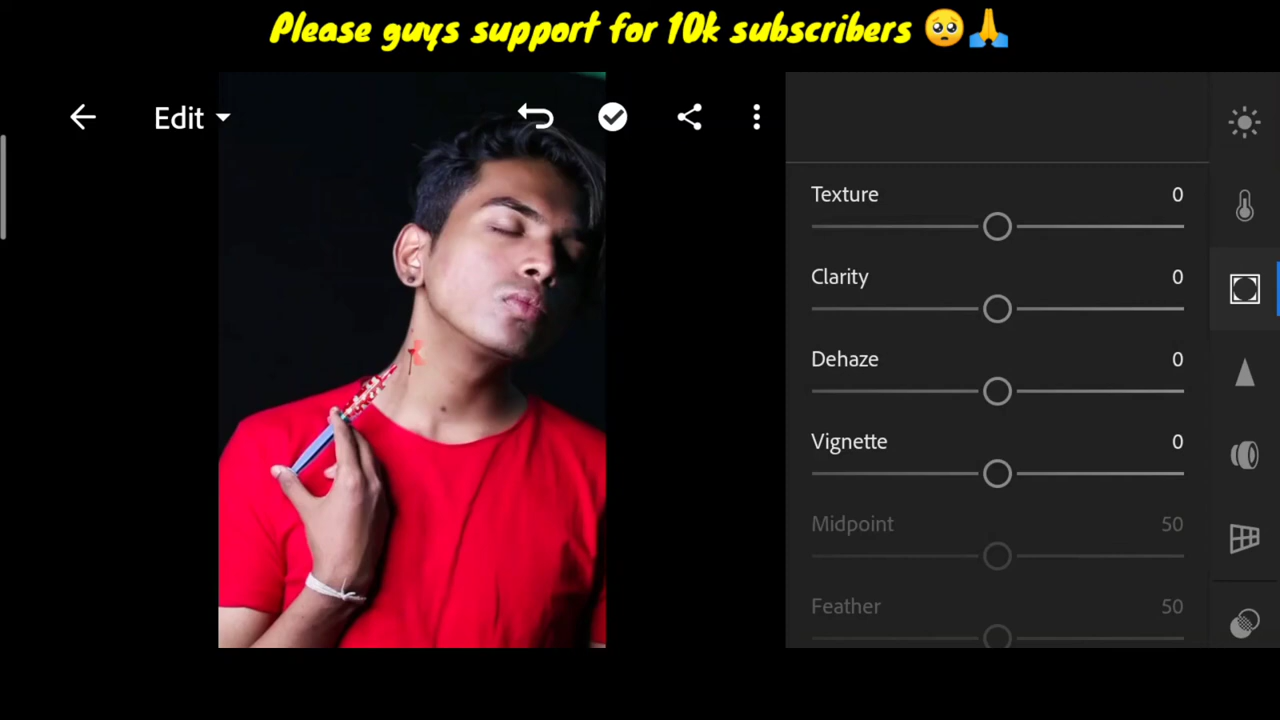 Please guys support for 10k subscribers 🥺🙏
Edit
Texture 0
Clarity 0
Dehaze 0
Vignette 0
Midpoint 50
Feather 50